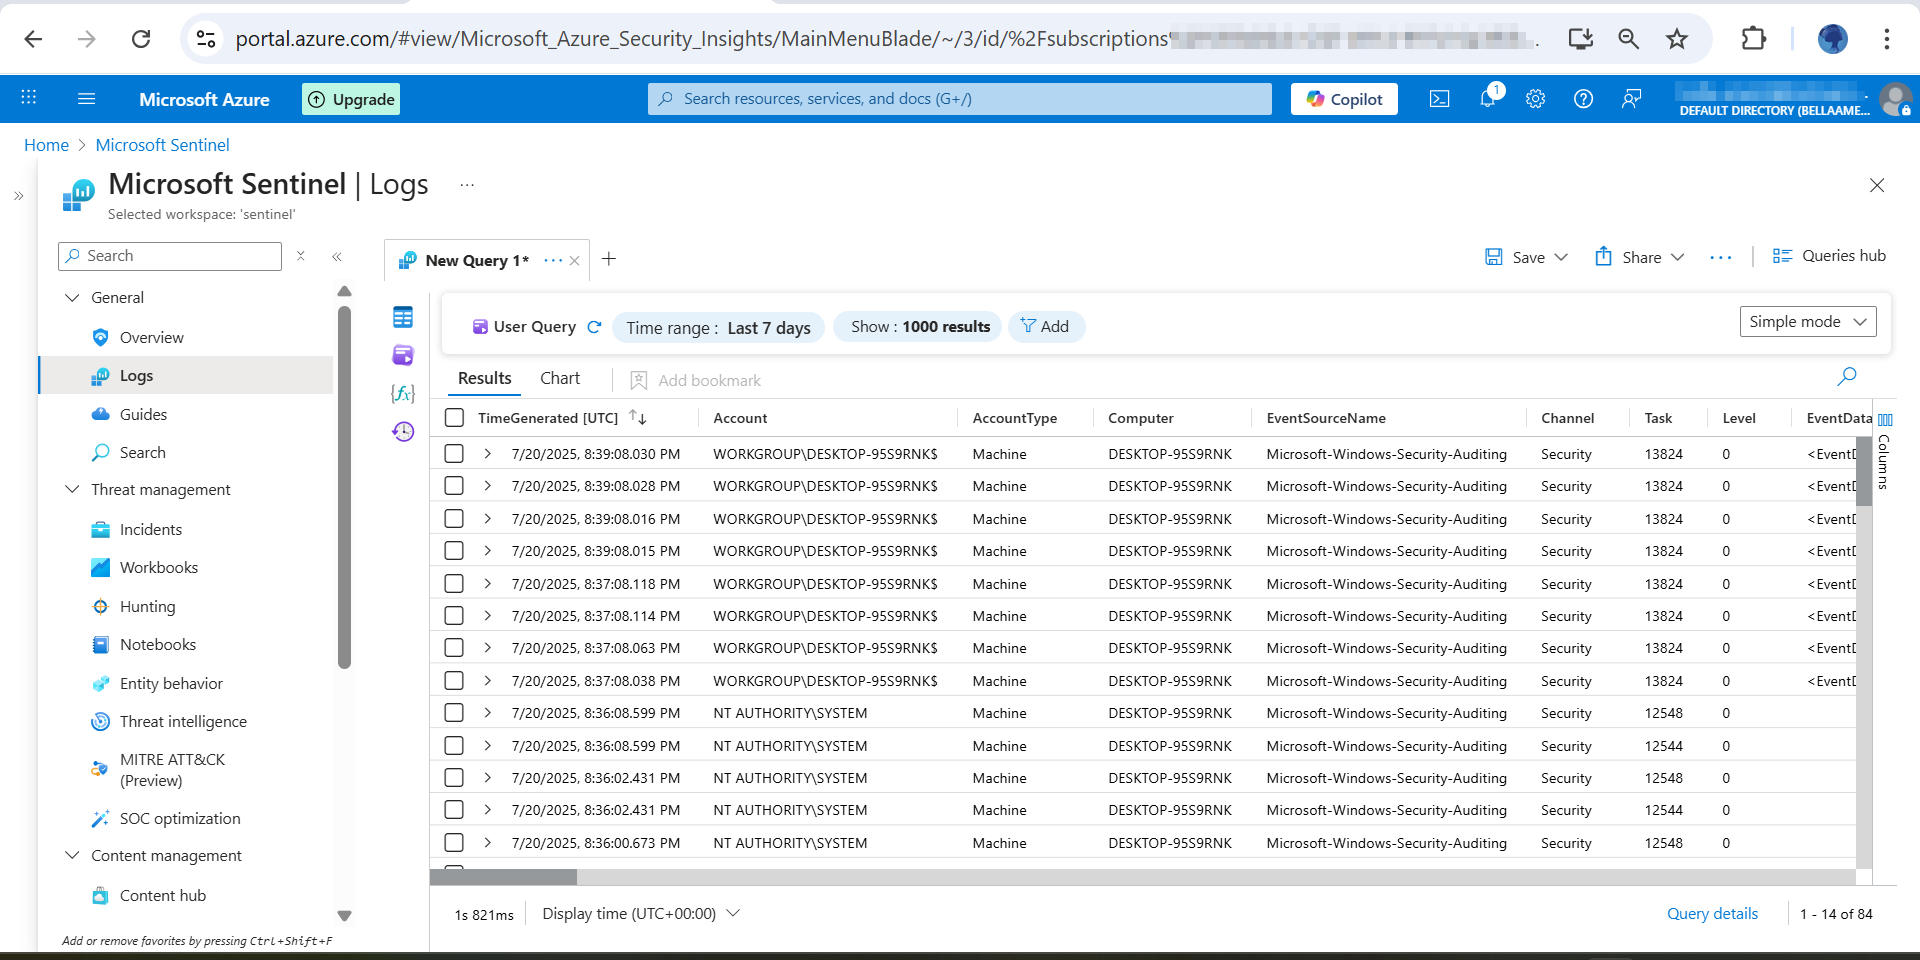 portal.azure.com/#view/Microsoft_Azure_Security_Insights/MainMenuBlade/~/3/id/%2Fsubscriptions
Microsoft Azure
Upgrade
Search resources, services, and docs (G+/)
Copilot
1
DEFAULT DIRECTORY (BELLAAME...
Home > Microsoft Sentinel
Microsoft Sentinel | Logs ...
Selected workspace: 'sentinel'
Search
General
Overview
Logs
Guides
Search
Threat management
Incidents
Workbooks
Hunting
Notebooks
Entity behavior
Threat intelligence
MITRE ATT&CK
(Preview)
SOC optimization
Content management
Content hub
Add or remove favorites by pressing Ctrl+Shift+F
New Query 1* ...
Save
Share
...
Queries hub
User Query
Time range : Last 7 days
Show : 1000 results
Add
Simple mode
Results Chart Add bookmark
TimeGenerated [UTC] Account AccountType Computer EventSourceName Channel Task Level EventData
7/20/2025, 8:39:08.030 PM WORKGROUP\DESKTOP-95S9RNK$ Machine DESKTOP-95S9RNK Microsoft-Windows-Security-Auditing Security 13824 0 <EventD
7/20/2025, 8:39:08.028 PM WORKGROUP\DESKTOP-95S9RNK$ Machine DESKTOP-95S9RNK Microsoft-Windows-Security-Auditing Security 13824 0 <EventD
7/20/2025, 8:39:08.016 PM WORKGROUP\DESKTOP-95S9RNK$ Machine DESKTOP-95S9RNK Microsoft-Windows-Security-Auditing Security 13824 0 <EventD
7/20/2025, 8:39:08.015 PM WORKGROUP\DESKTOP-95S9RNK$ Machine DESKTOP-95S9RNK Microsoft-Windows-Security-Auditing Security 13824 0 <EventD
7/20/2025, 8:37:08.118 PM WORKGROUP\DESKTOP-95S9RNK$ Machine DESKTOP-95S9RNK Microsoft-Windows-Security-Auditing Security 13824 0 <EventD
7/20/2025, 8:37:08.114 PM WORKGROUP\DESKTOP-95S9RNK$ Machine DESKTOP-95S9RNK Microsoft-Windows-Security-Auditing Security 13824 0 <EventD
7/20/2025, 8:37:08.063 PM WORKGROUP\DESKTOP-95S9RNK$ Machine DESKTOP-95S9RNK Microsoft-Windows-Security-Auditing Security 13824 0 <EventD
7/20/2025, 8:37:08.038 PM WORKGROUP\DESKTOP-95S9RNK$ Machine DESKTOP-95S9RNK Microsoft-Windows-Security-Auditing Security 13824 0 <EventD
7/20/2025, 8:36:08.599 PM NT AUTHORITY\SYSTEM Machine DESKTOP-95S9RNK Microsoft-Windows-Security-Auditing Security 12548 0
7/20/2025, 8:36:08.599 PM NT AUTHORITY\SYSTEM Machine DESKTOP-95S9RNK Microsoft-Windows-Security-Auditing Security 12544 0
7/20/2025, 8:36:02.431 PM NT AUTHORITY\SYSTEM Machine DESKTOP-95S9RNK Microsoft-Windows-Security-Auditing Security 12548 0
7/20/2025, 8:36:02.431 PM NT AUTHORITY\SYSTEM Machine DESKTOP-95S9RNK Microsoft-Windows-Security-Auditing Security 12544 0
7/20/2025, 8:36:00.673 PM NT AUTHORITY\SYSTEM Machine DESKTOP-95S9RNK Microsoft-Windows-Security-Auditing Security 12548 0
Columns
1s 821ms
Display time (UTC+00:00)
Query details
1 - 14 of 84